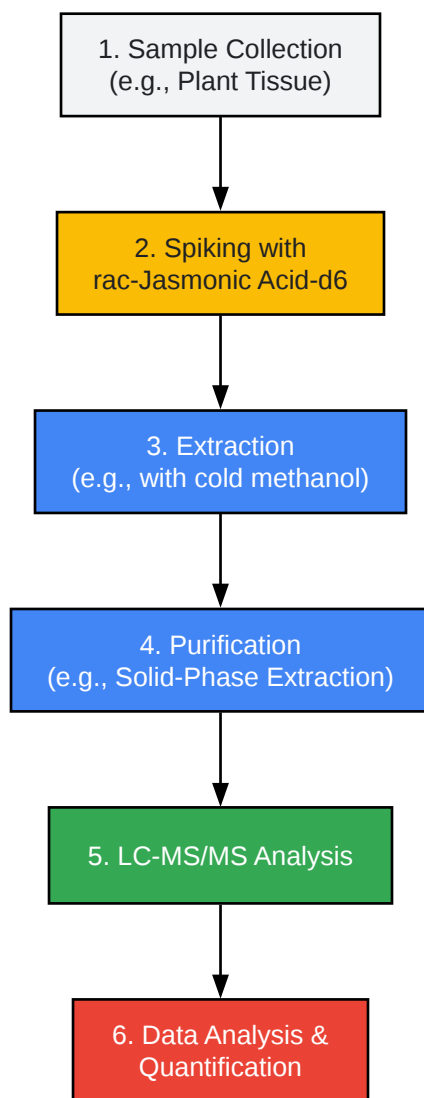 1. Sample Collection
(e.g., Plant Tissue)
2. Spiking with
rac-Jasmonic Acid-d6
3. Extraction
(e.g., with cold methanol)
4. Purification
(e.g., Solid-Phase Extraction)
5. LC-MS/MS Analysis
6. Data Analysis &
Quantification